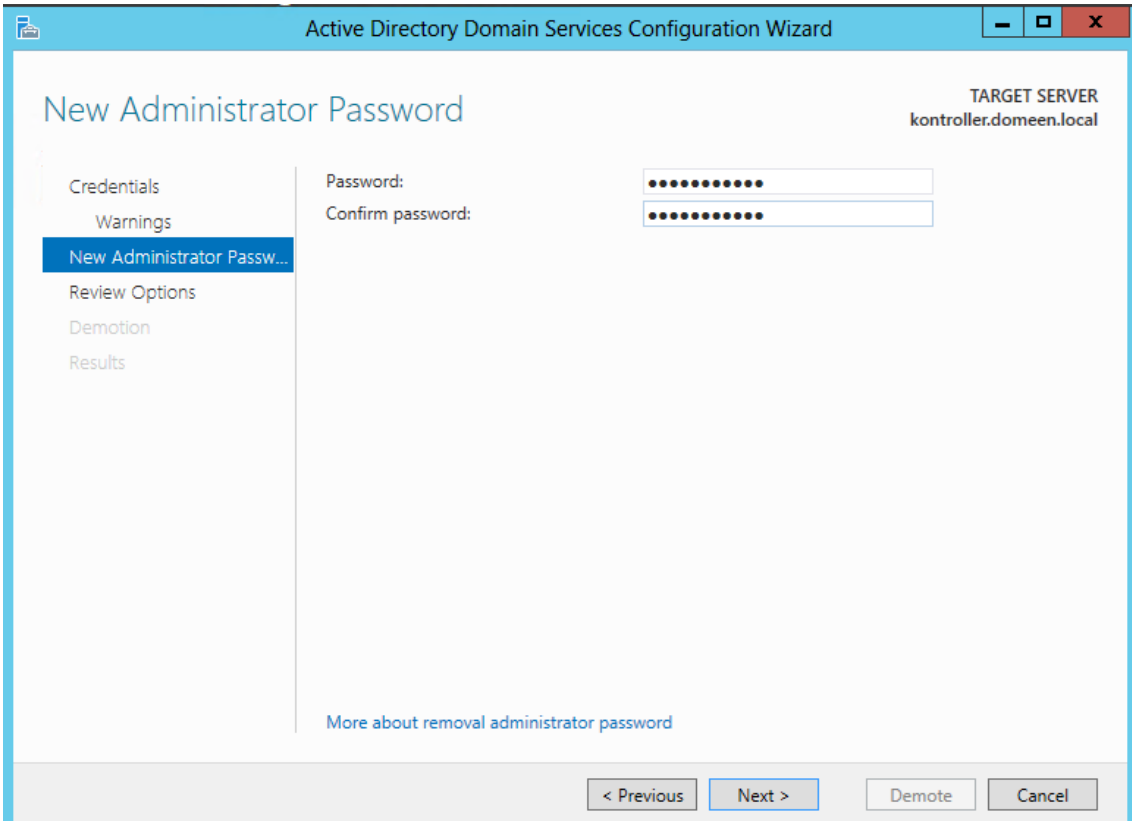 Active Directory Domain Services Configuration Wizard
New Administrator Password
TARGET SERVER
kontroller.domeen.local
Credentials
Warnings
New Administrator Passw...
Review Options
Demotion
Results
Password:
●●●●●●●●●●●
Confirm password:
●●●●●●●●●●●
More about removal administrator password
< Previous
Next >
Demote
Cancel